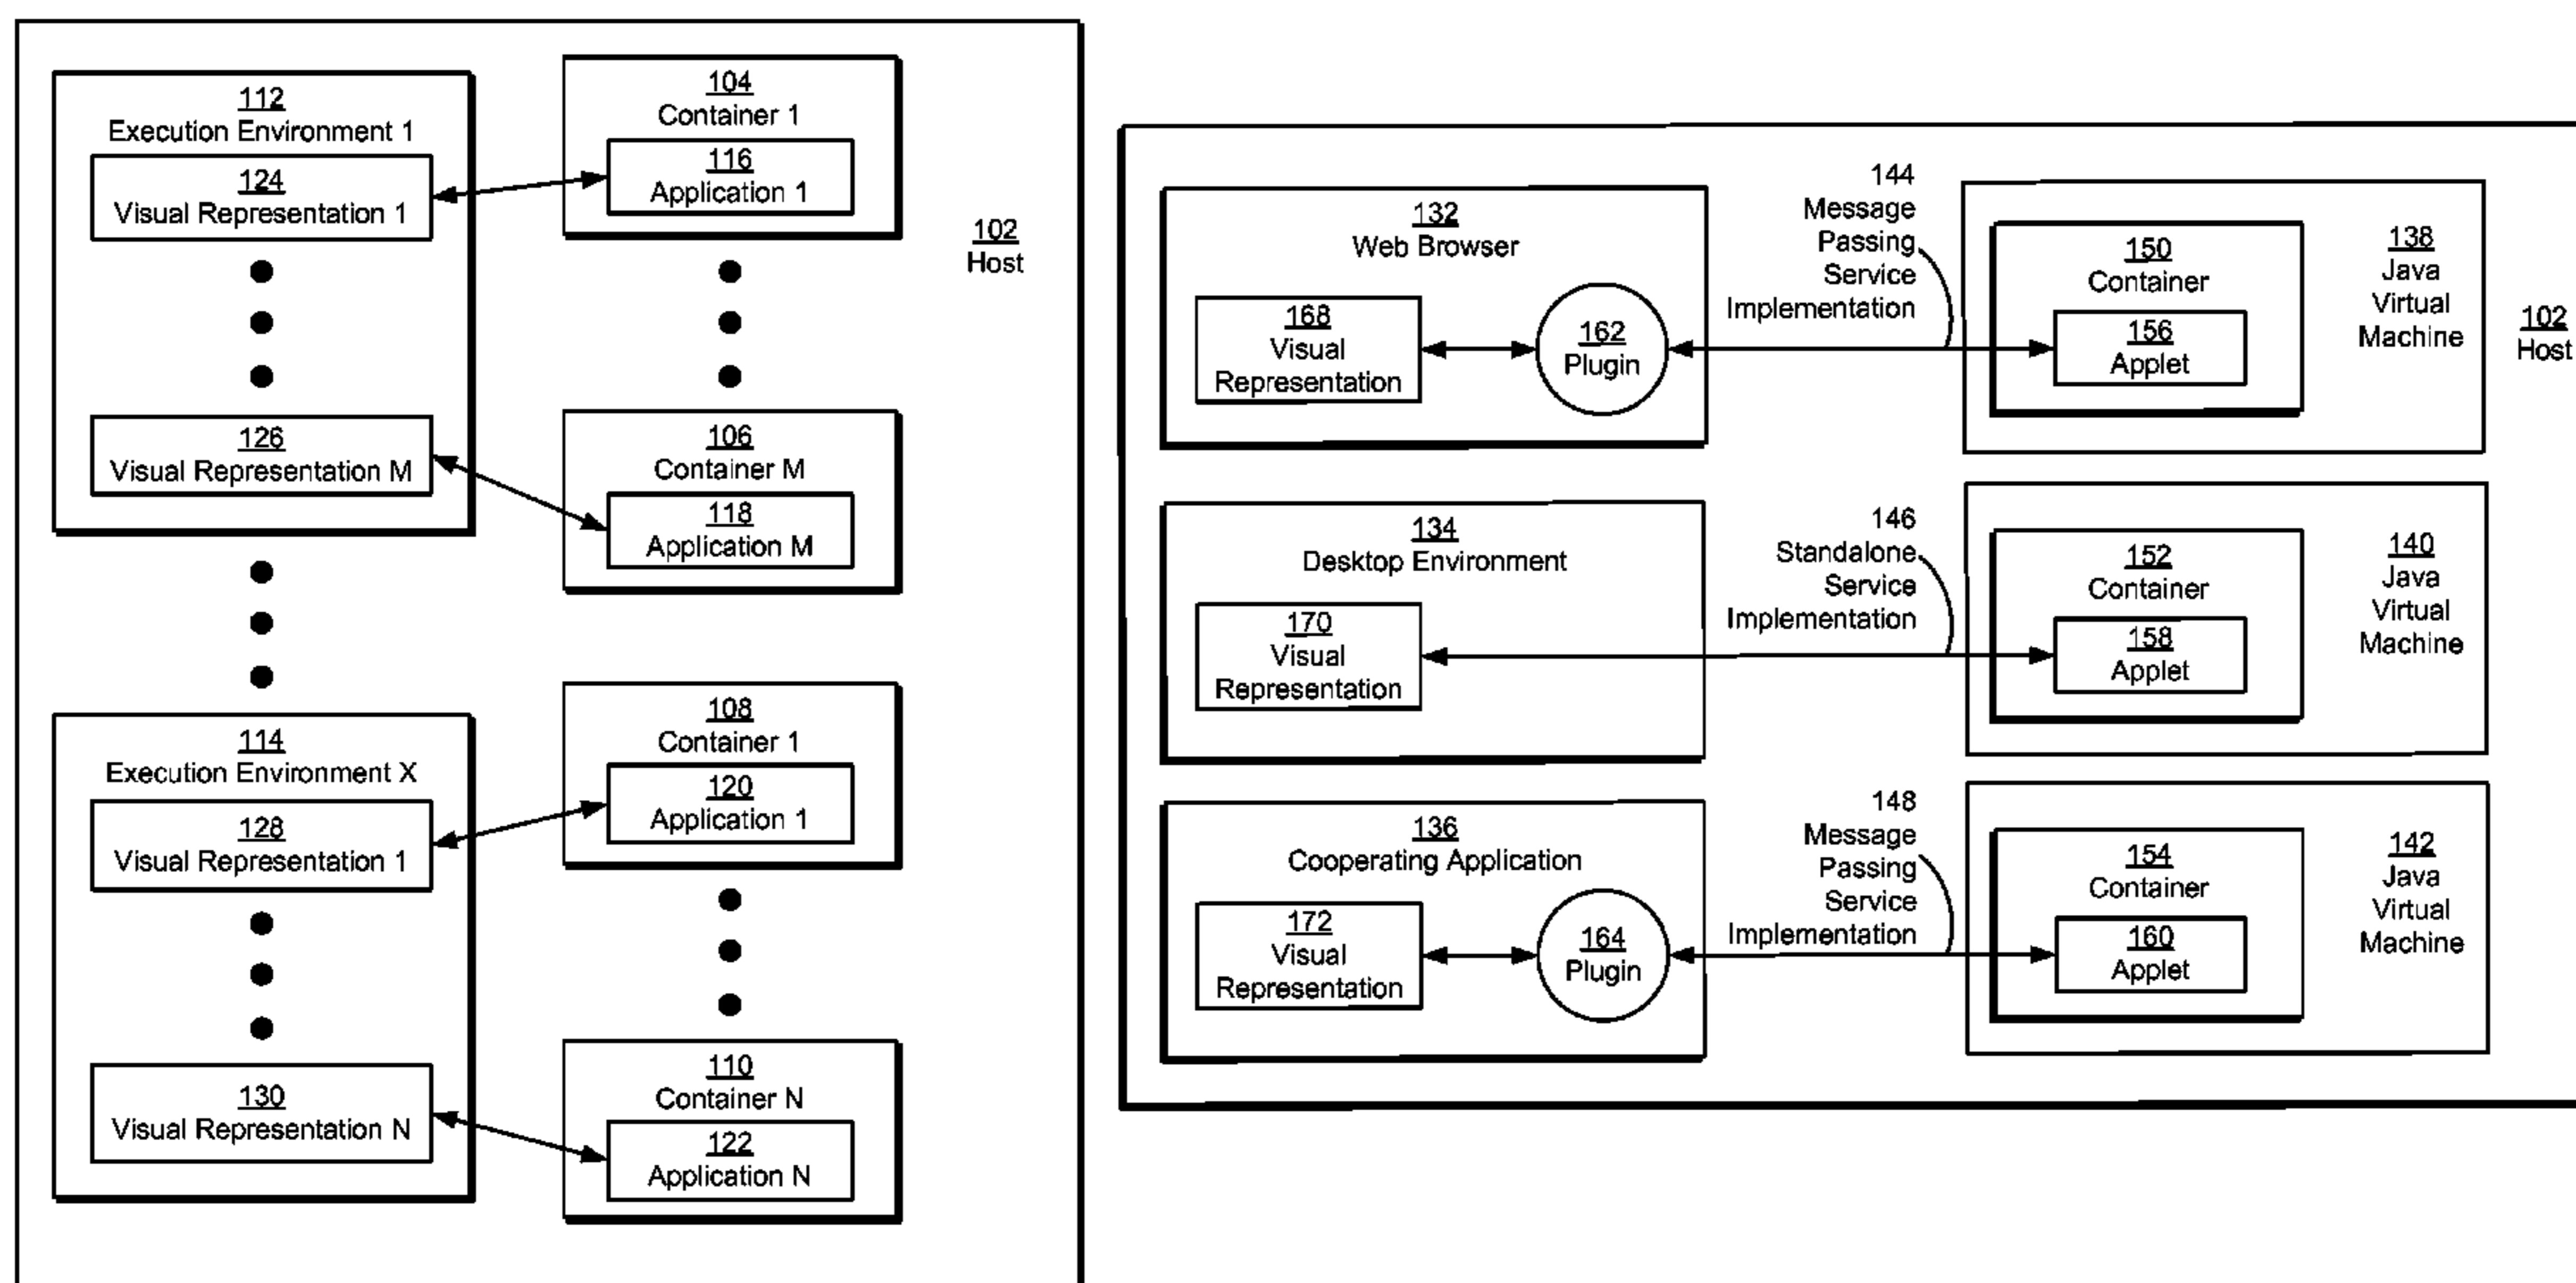 112
Execution Environment 1
124
Visual Representation 1
126
Visual Representation M
104
Container 1
116
Application 1
106
Container M
118
Application M
102
Host
114
Execution Environment X
128
Visual Representation 1
130
Visual Representation N
108
Container 1
120
Application 1
110
Container N
122
Application N
132
Web Browser
168
Visual
Representation
162
Plugin
144
Message
Passing
Service
Implementation
150
Container
156
Applet
138
Java
Virtual
Machine
102
Host
134
Desktop Environment
170
Visual
Representation
146
Standalone
Service
Implementation
152
Container
158
Applet
140
Java
Virtual
Machine
136
Cooperating Application
172
Visual
Representation
164
Plugin
148
Message
Passing
Service
Implementation
154
Container
160
Applet
142
Java
Virtual
Machine